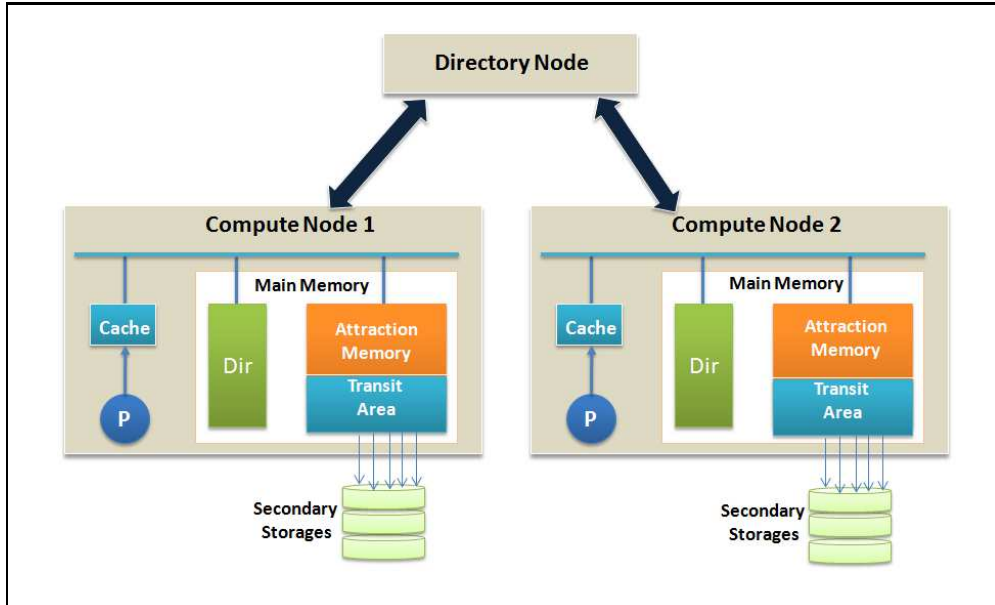 Directory Node
Compute Node 1
Main Memory
Cache
Dir
Attraction
Memory
Transit
Area
P
Secondary
Storages
Compute Node 2
Main Memory
Cache
Dir
Attraction
Memory
Transit
Area
P
Secondary
Storages